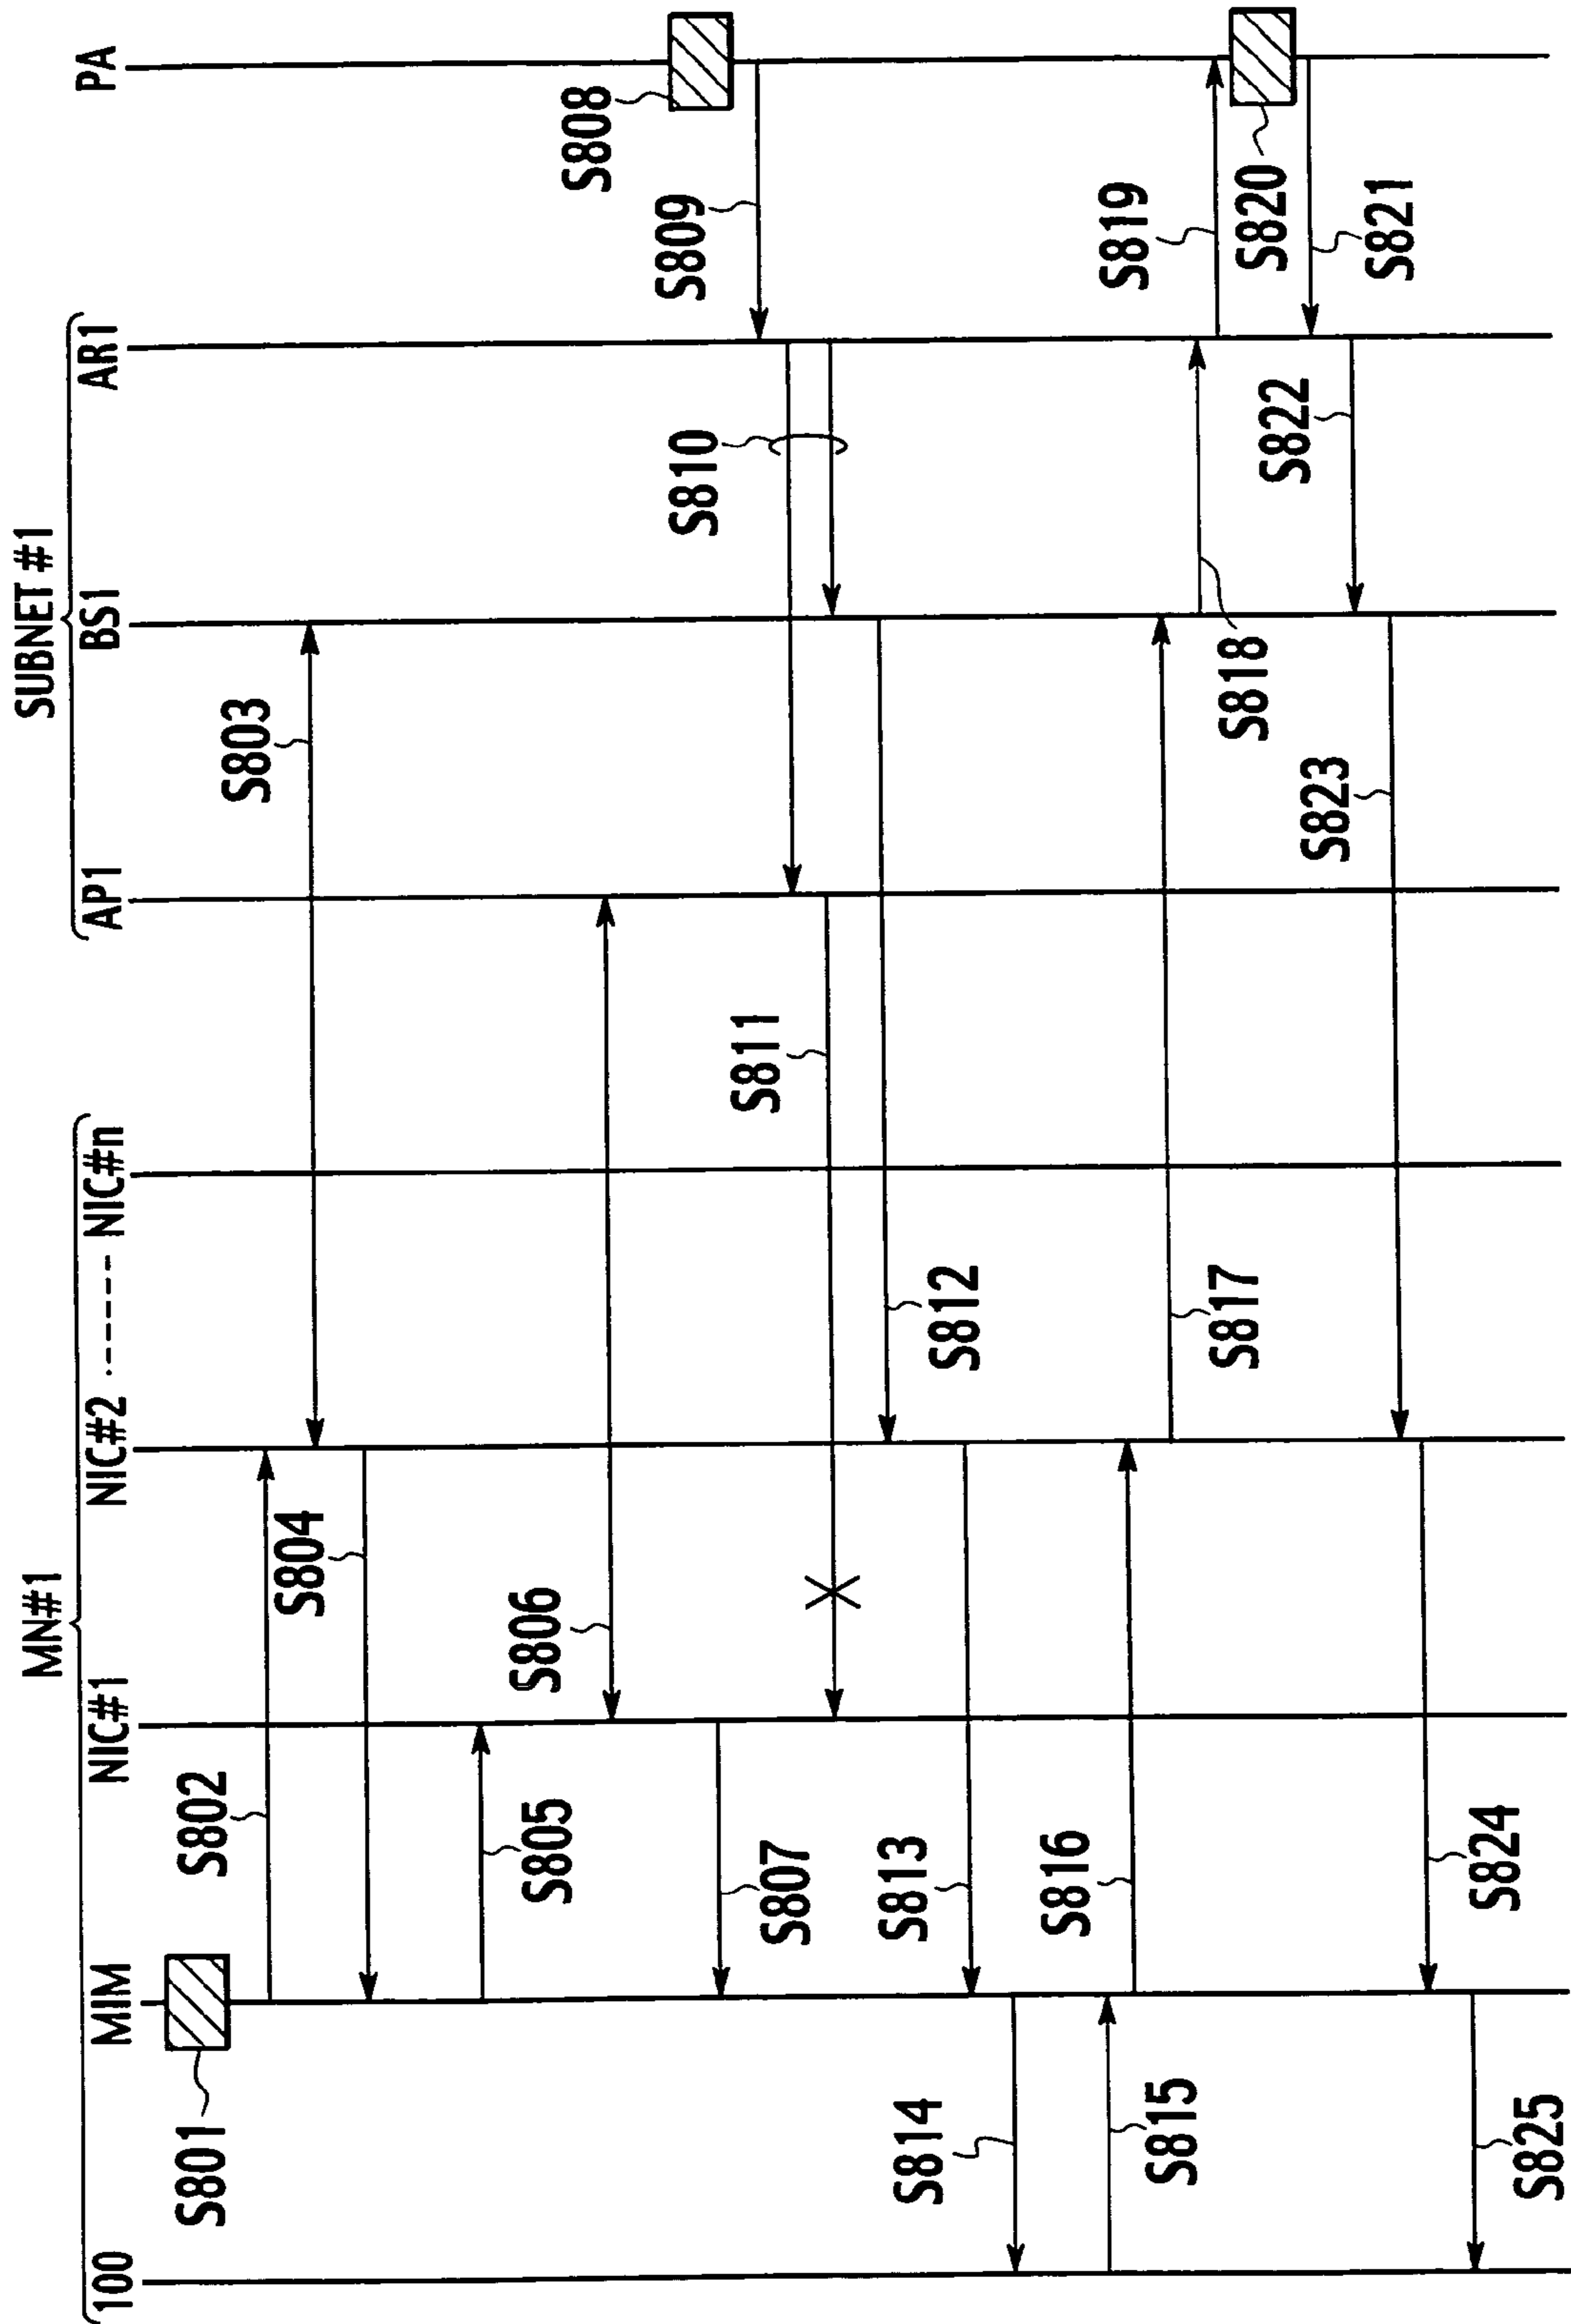 MN#1
SUBNET #1
100
MIM
NIC#1
NIC#2 ------ NIC#n
AP1
BS1
AR1
PA
S801
S802
S803
S804
S805
S806
S807
S808
S809
S810
S811
S812
S813
S814
S815
S816
S817
S818
S819
S820
S821
S822
S823
S824
S825